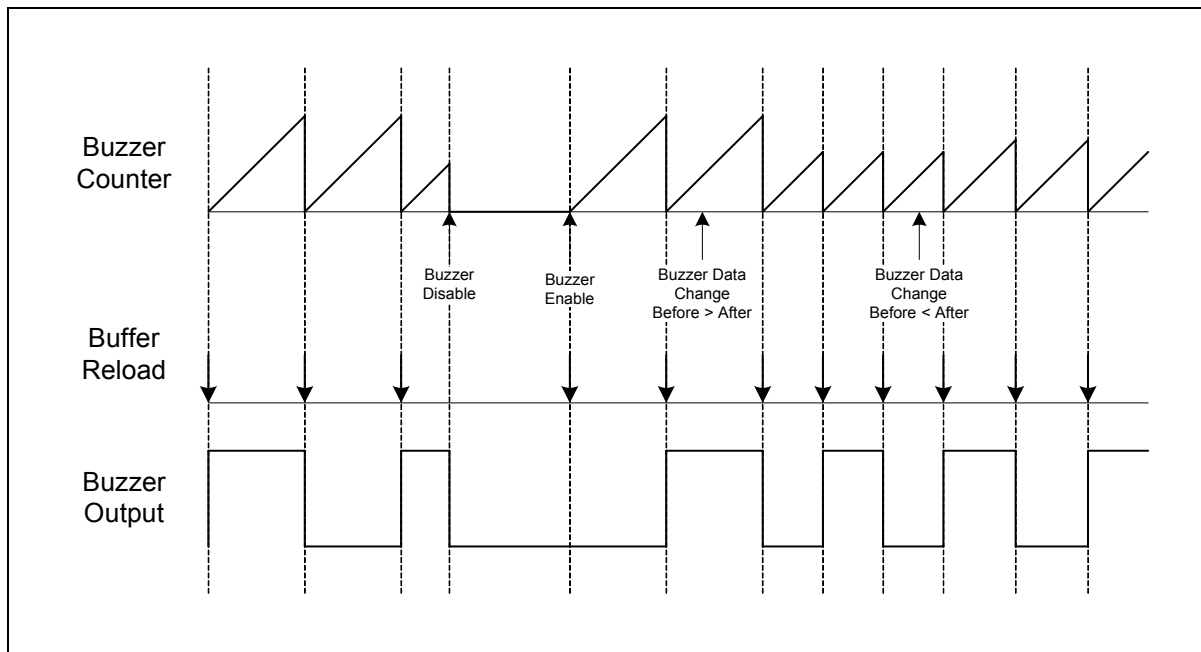 Buzzer
Counter
Buzzer
Disable
Buzzer
Enable
Buzzer Data
Change
Before > After
Buzzer Data
Change
Before < After
Buffer
Reload
Buzzer
Output